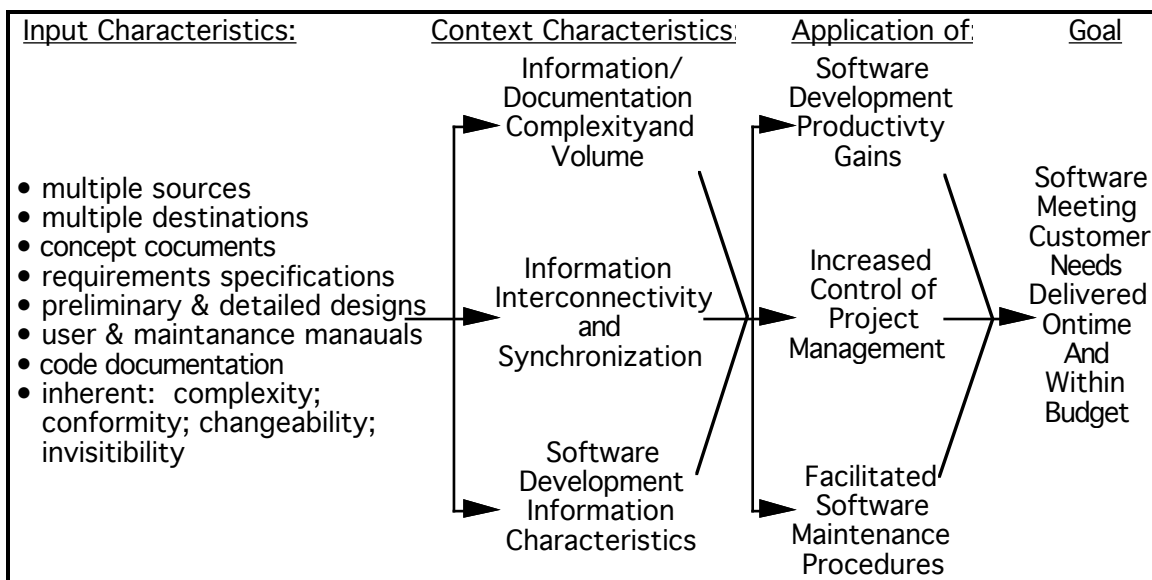 Input Characteristics:
• multiple sources
• multiple destinations
• concept cocuments
• requirements specifications
• preliminary & detailed designs
• user & maintanance manauals
• code documentation
• inherent: complexity;
conformity; changeability;
invisitibility
Context Characteristics:
Information/
Documentation
Complexityand
Volume
Information
Interconnectivity
and
Synchronization
Software
Development
Information
Characteristics
Application of:
Software
Development
Productivty
Gains
Increased
Control of
Project
Management
Facilitated
Software
Maintenance
Procedures
Goal
Software
Meeting
Customer
Needs
Delivered
Ontime
And
Within
Budget